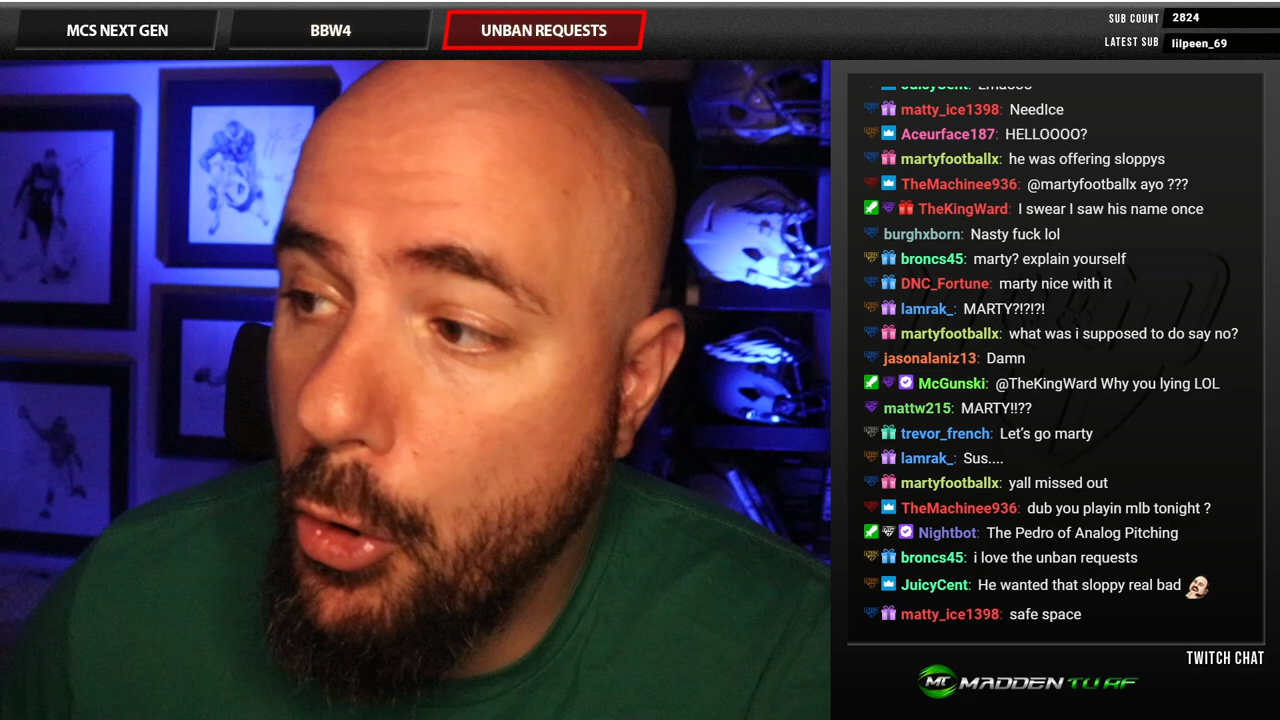 MCS NEXT GEN
BBW4
UNBAN REQUESTS
SUB COUNT 2824
LATEST SUB lilpeen_69
JuicyCent: Lmaooo
matty_ice1398: NeedIce
Aceurface187: HELLOOOO?
martyfootballx: he was offering sloppys
TheMachinee936: @martyfootballx ayo ???
TheKingWard: I swear I saw his name once
burghxborn: Nasty fuck lol
broncs45: marty? explain yourself
DNC_Fortune: marty nice with it
lamrak_: MARTY?!?!?!
martyfootballx: what was i supposed to do say no?
jasonalaniz13: Damn
McGunski: @TheKingWard Why you lying LOL
mattw215: MARTY!!??
trevor_french: Let's go marty
lamrak_: Sus....
martyfootballx: yall missed out
TheMachinee936: dub you playin mlb tonight ?
Nightbot: The Pedro of Analog Pitching
broncs45: i love the unban requests
JuicyCent: He wanted that sloppy real bad
matty_ice1398: safe space
TWITCH CHAT
MT MADDEN TURF